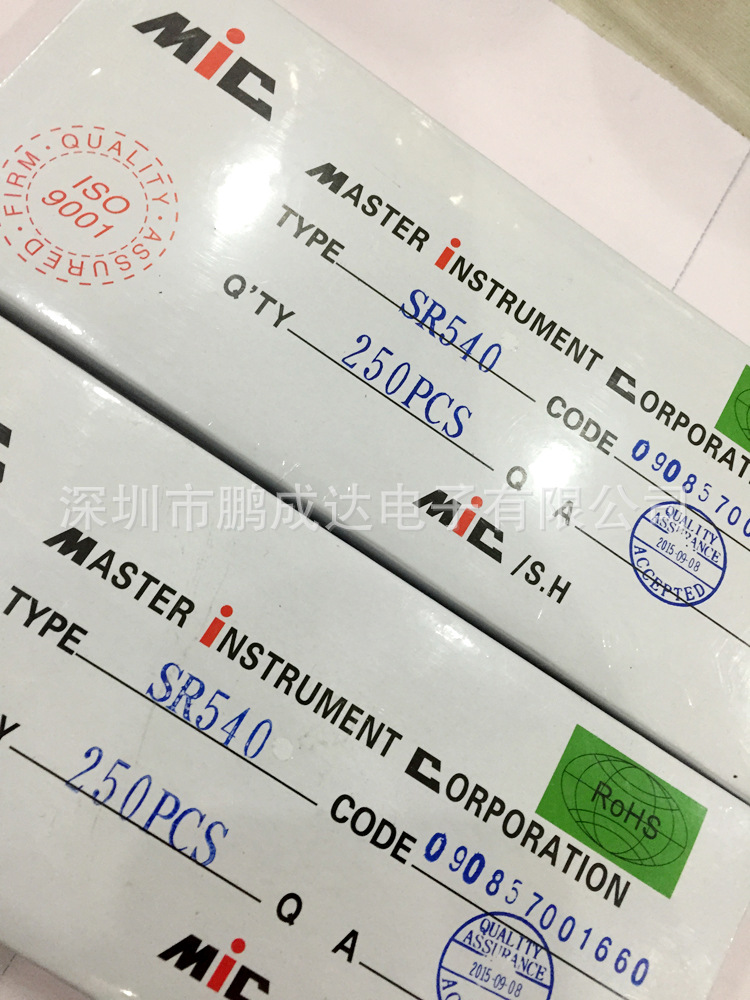 MiC
FIRM · QUALITY · ASSURED ·
ISO
9001
MASTER iNSTRUMENT CORPORATION
TYPE SR540 CODE 09085700
Q'TY 250PCS Q A
QUALITY
ASSURANCE
2015-09-08
ACCEPTED
MiC /S.H
深圳市鹏成达电子有限公司
MASTER iNSTRUMENT CORPORATION
RoHS
TYPE SR540 CODE 090857001660
Y 250PCS Q A
QUALITY
ASSURANCE
2015-09-08
MiC